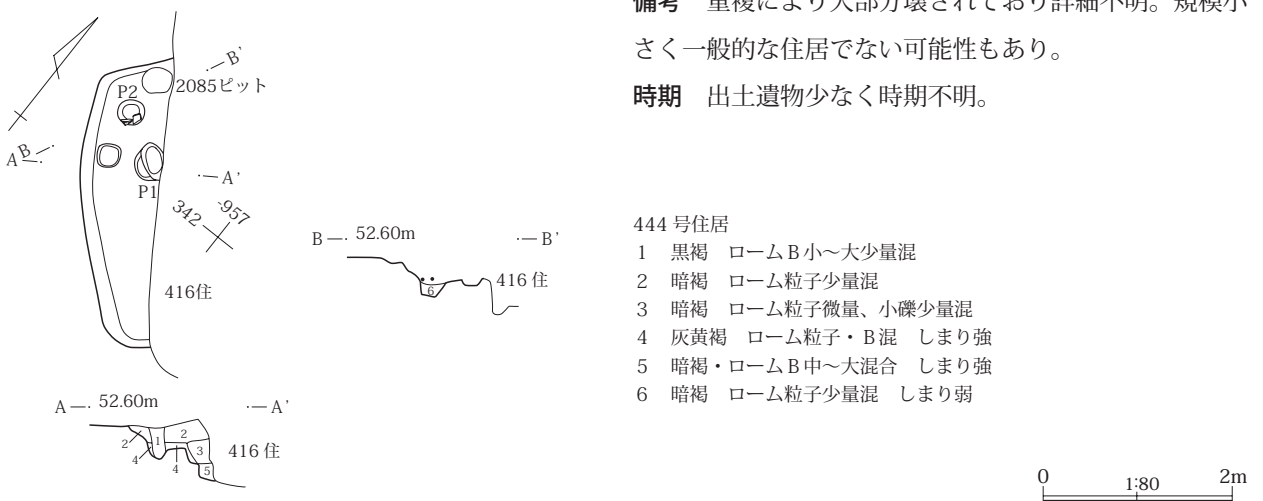 備考　重複により大部分壊されており詳細不明。規模小
さく一般的な住居でない可能性もあり。
時期　出土遺物少なく時期不明。
B'
2085ピット
P2
A
B
A'
P1
342
-957
416住
B
52.60m
B'
416 住
6
A
52.60m
A'
2
1
2
4
4
3
5
416 住
444 号住居
1　黒褐　ロームＢ小～大少量混
2　暗褐　ローム粒子少量混
3　暗褐　ローム粒子微量、小礫少量混
4　灰黄褐　ローム粒子・Ｂ混　しまり強
5　暗褐・ロームＢ中～大混合　しまり強
6　暗褐　ローム粒子少量混　しまり弱
0　1:80　2m